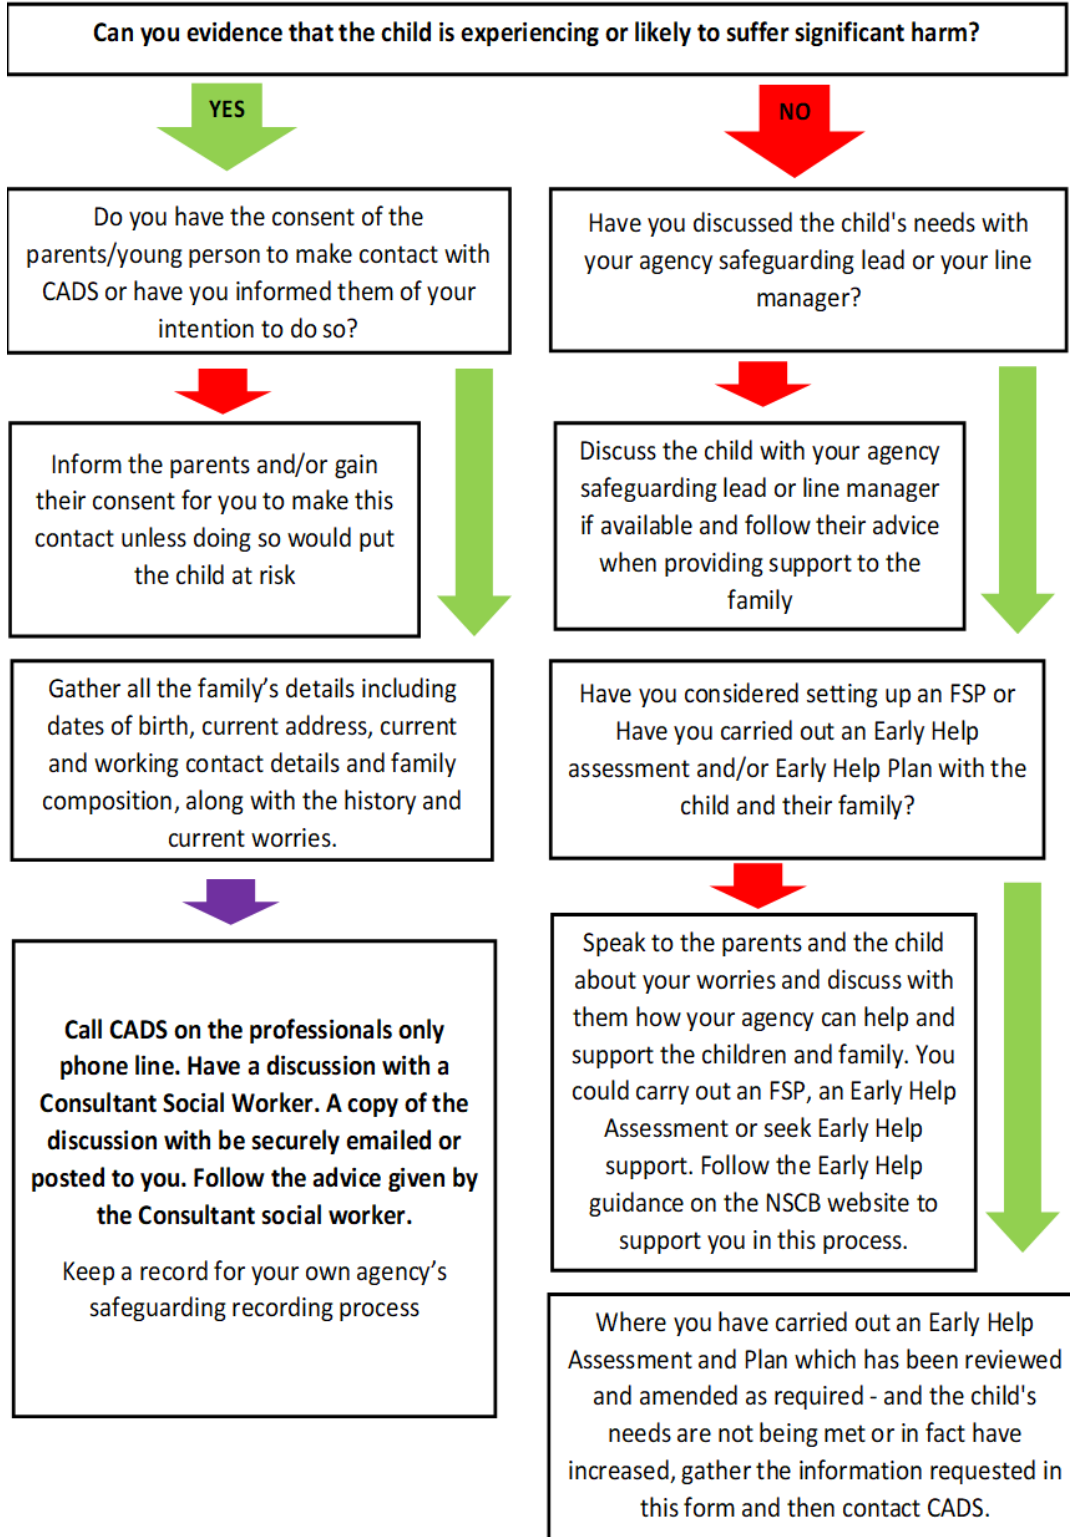 Can you evidence that the child is experiencing or likely to suffer significant harm?
YES
NO
Do you have the consent of the
parents/young person to make contact with
CADS or have you informed them of your
intention to do so?
Have you discussed the child's needs with
your agency safeguarding lead or your line
manager?
Inform the parents and/or gain
their consent for you to make this
contact unless doing so would put
the child at risk
Discuss the child with your agency
safeguarding lead or line manager
if available and follow their advice
when providing support to the
family
Gather all the family’s details including
dates of birth, current address, current
and working contact details and family
composition, along with the history and
current worries.
Have you considered setting up an FSP or
Have you carried out an Early Help
assessment and/or Early Help Plan with the
child and their family?
Call CADS on the professionals only
phone line. Have a discussion with a
Consultant Social Worker. A copy of the
discussion with be securely emailed or
posted to you. Follow the advice given by
the Consultant social worker.
Keep a record for your own agency’s
safeguarding recording process
Speak to the parents and the child
about your worries and discuss with
them how your agency can help and
support the children and family. You
could carry out an FSP, an Early Help
Assessment or seek Early Help
support. Follow the Early Help
guidance on the NSCB website to
support you in this process.
Where you have carried out an Early Help
Assessment and Plan which has been reviewed
and amended as required - and the child's
needs are not being met or in fact have
increased, gather the information requested in
this form and then contact CADS.